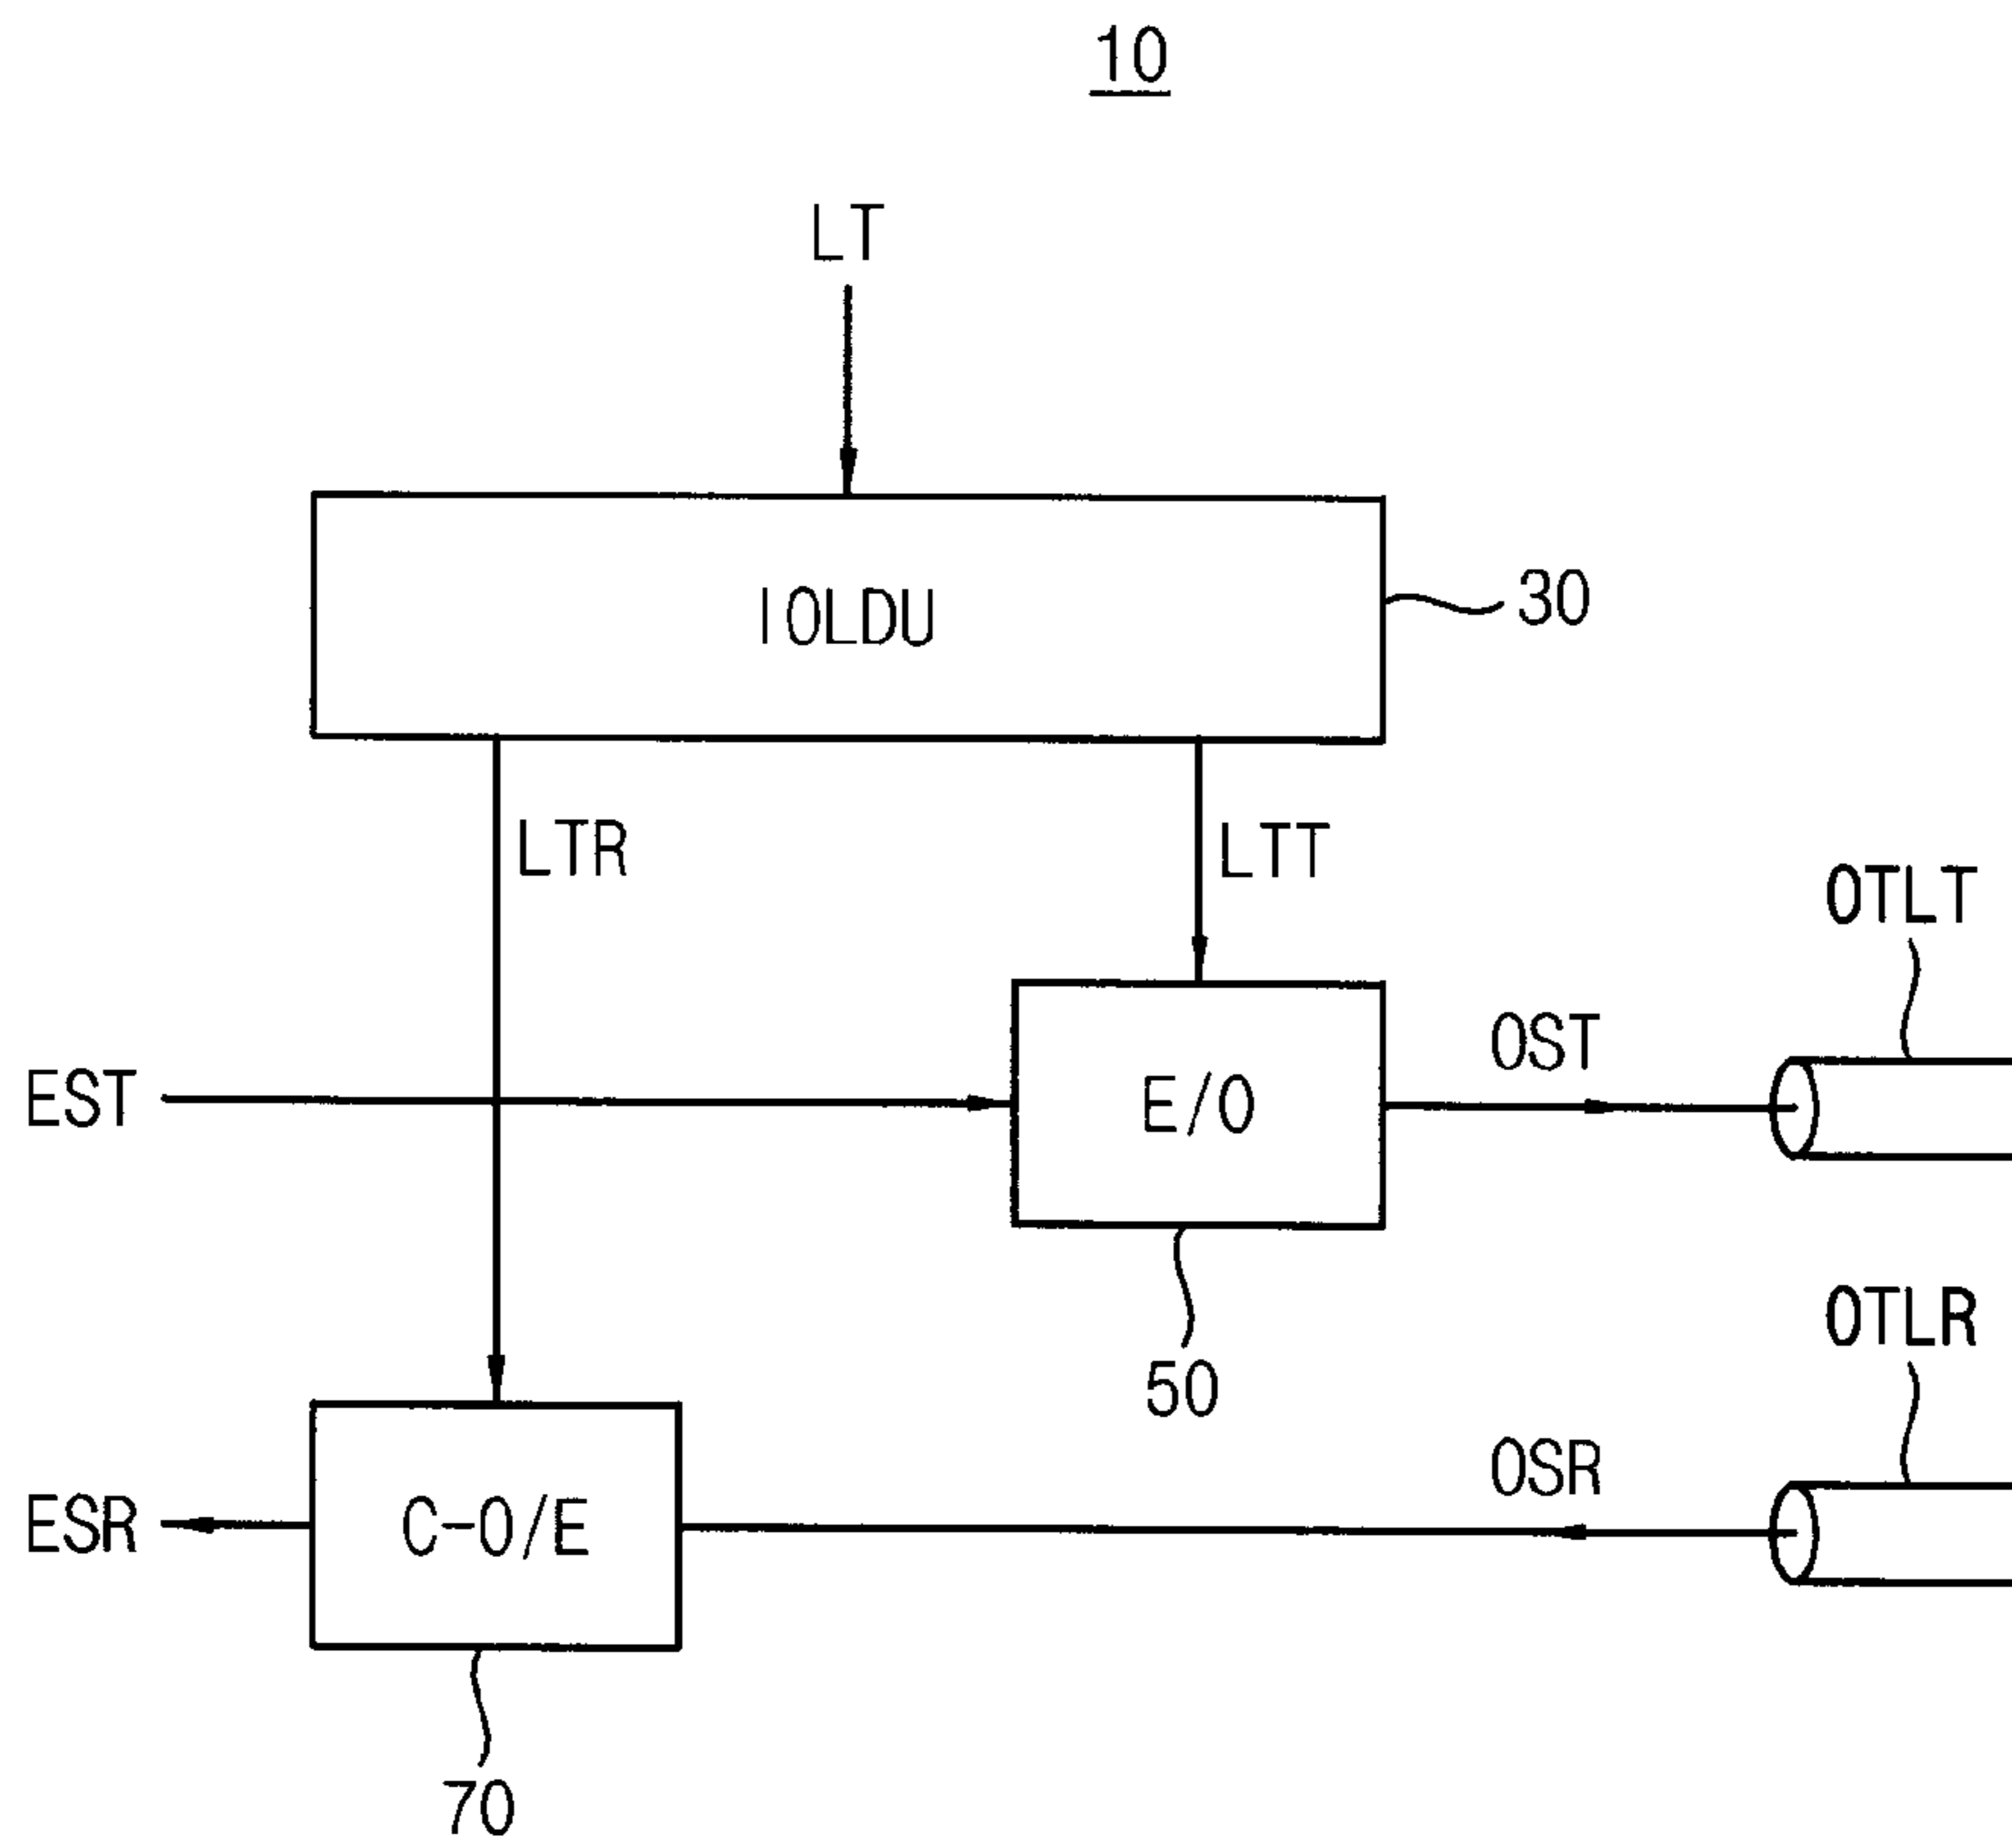 10
LT
IOLDU
30
LTR
LTT
OTLT
OST
EST
E/O
50
OTLR
OSR
ESR
C-O/E
70